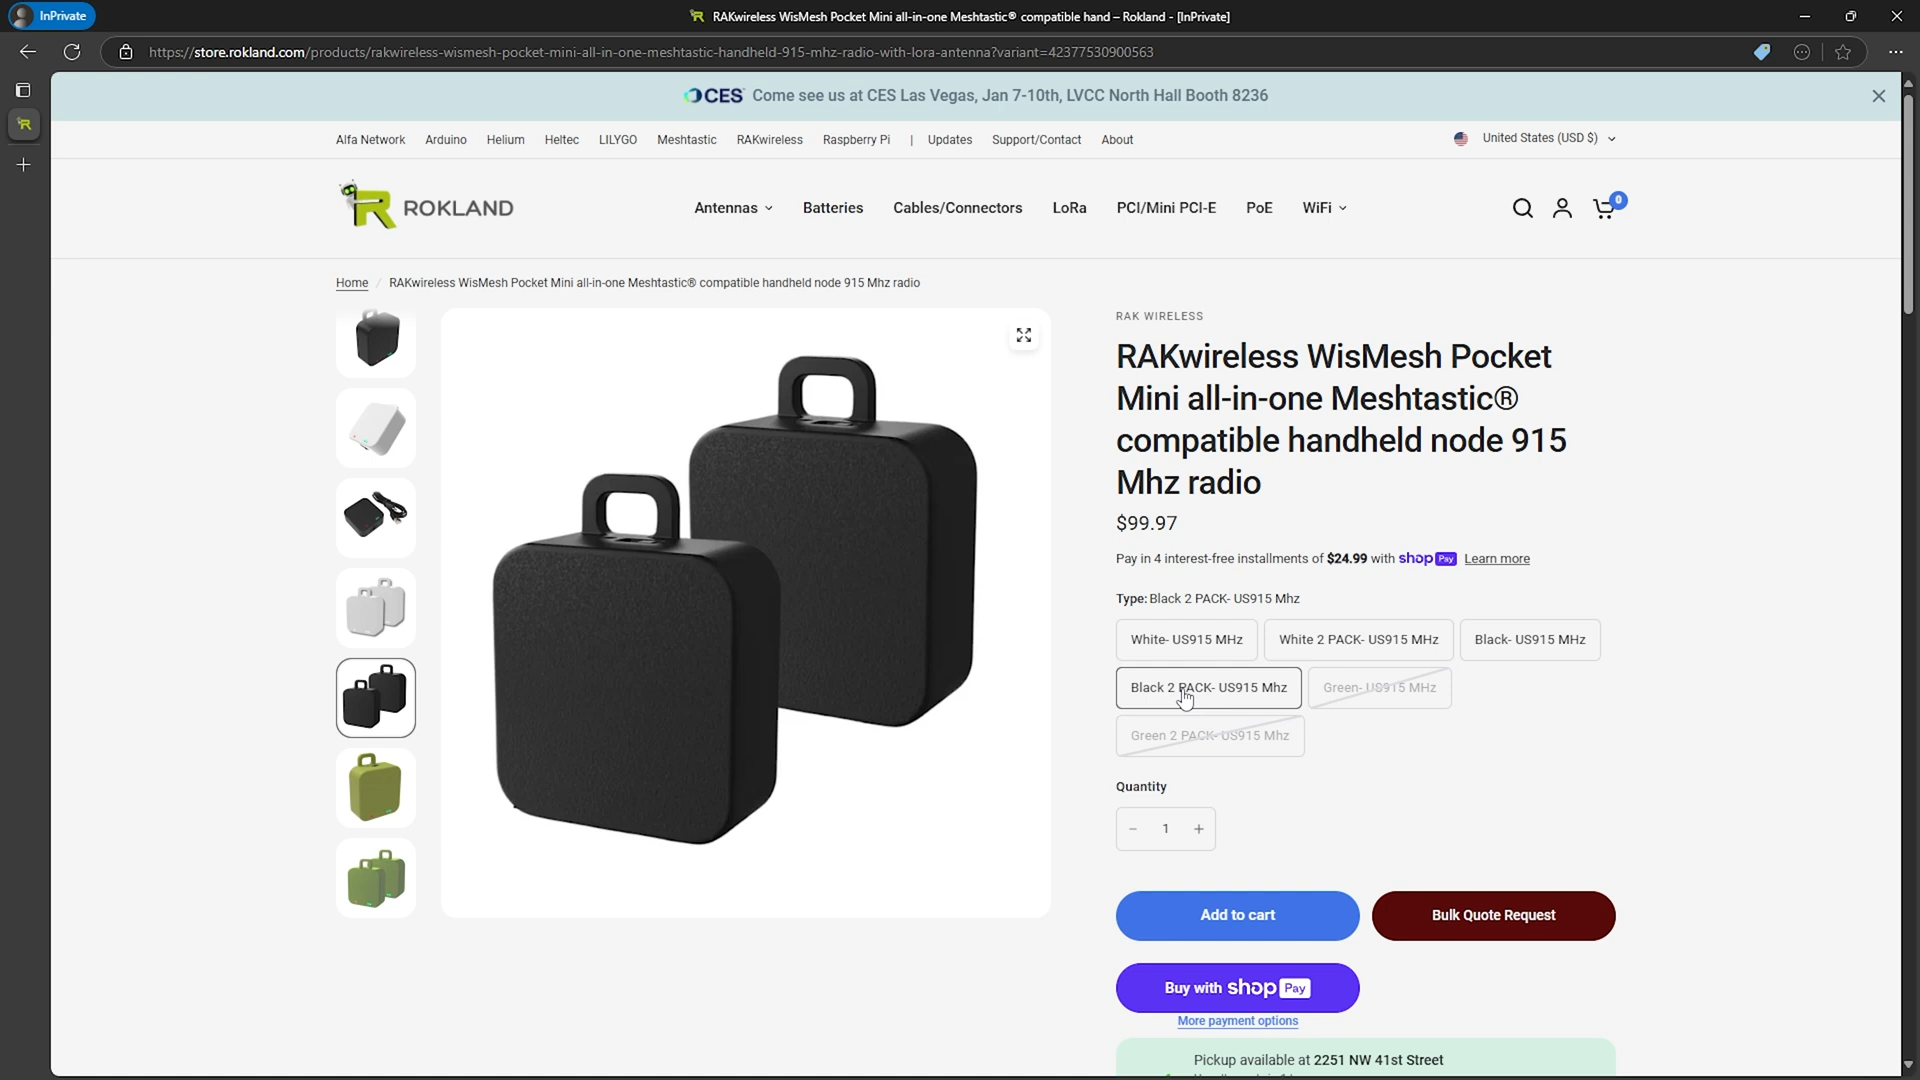 InPrivate
RAKwireless WisMesh Pocket Mini all-in-one Meshtastic® compatible hand – Rokland - [InPrivate]
https://store.rokland.com/products/rakwireless-wismesh-pocket-mini-all-in-one-meshtastic-handheld-915-mhz-radio-with-lora-antenna?variant=42377530900563
CES Come see us at CES Las Vegas, Jan 7-10th, LVCC North Hall Booth 8236
Alfa Network Arduino Helium Heltec LILYGO Meshtastic RAKwireless Raspberry Pi | Updates Support/Contact About
United States (USD $)
R ROKLAND
Antennas Batteries Cables/Connectors LoRa PCI/Mini PCI-E PoE WiFi
0
Home / RAKwireless WisMesh Pocket Mini all-in-one Meshtastic® compatible handheld node 915 Mhz radio
RAK WIRELESS
RAKwireless WisMesh Pocket
Mini all-in-one Meshtastic®
compatible handheld node 915
Mhz radio
$99.97
Pay in 4 interest-free installments of $24.99 with shop Pay Learn more
Type: Black 2 PACK- US915 Mhz
White- US915 MHz
White 2 PACK- US915 MHz
Black- US915 MHz
Black 2 PACK- US915 Mhz
Green- US915 MHz
Green 2 PACK- US915 Mhz
Quantity
− 1 +
Add to cart
Bulk Quote Request
Buy with shop Pay
More payment options
Pickup available at 2251 NW 41st Street